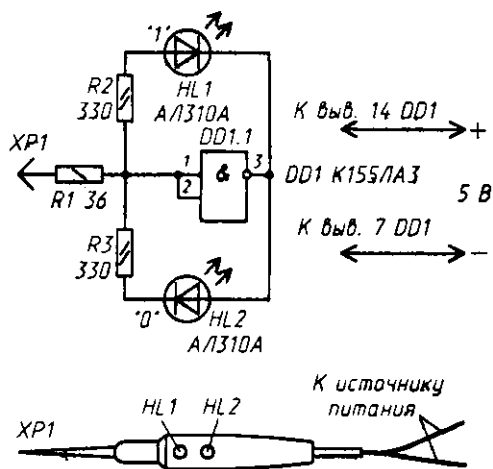 "1"
HL1
АЛ310А
R2
330
DD1.1
XP1
1
2
&
3
R1 36
DD1 К155ЛА3
К выв. 14 DD1
+
5 В
К выв. 7 DD1
−
R3
330
"0"
HL2
АЛ310А
К источнику
питания
HL1
HL2
XP1